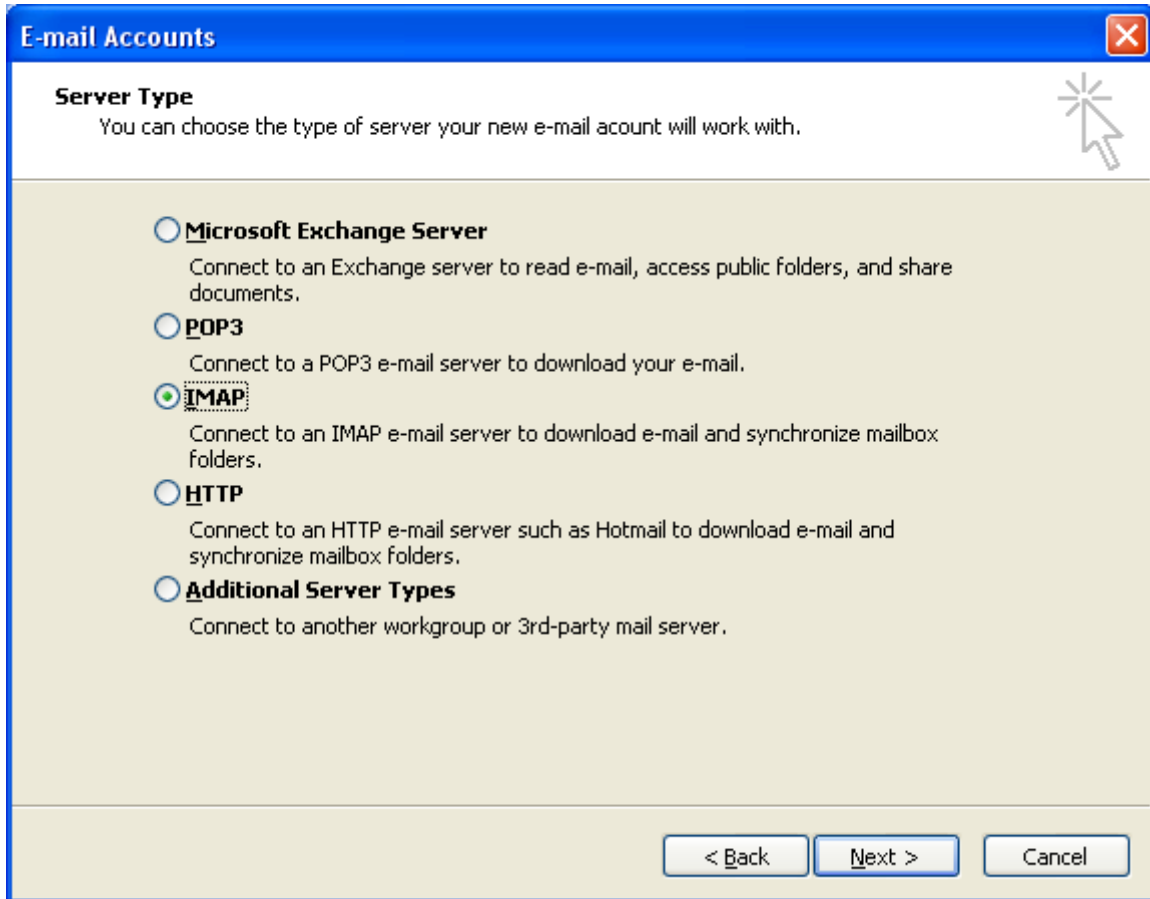 E-mail Accounts
Server Type
You can choose the type of server your new e-mail acount will work with.
Microsoft Exchange Server
Connect to an Exchange server to read e-mail, access public folders, and share
documents.
POP3
Connect to a POP3 e-mail server to download your e-mail.
IMAP
Connect to an IMAP e-mail server to download e-mail and synchronize mailbox
folders.
HTTP
Connect to an HTTP e-mail server such as Hotmail to download e-mail and
synchronize mailbox folders.
Additional Server Types
Connect to another workgroup or 3rd-party mail server.
< Back Next > Cancel